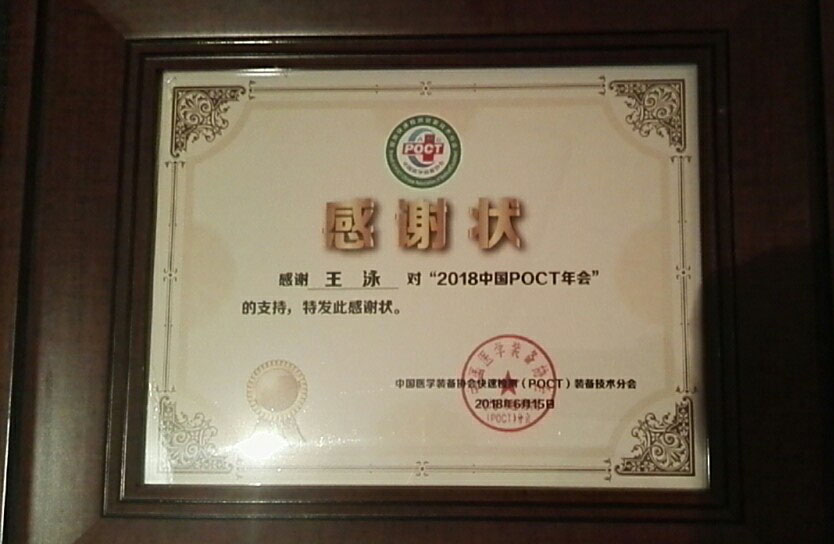 POCT
感谢状
感谢 王 泳 对“2018中国POCT年会”
的支持，特发此感谢状。
中国医学装备协会快速检测（POCT）装备技术分会
2018年6月15日